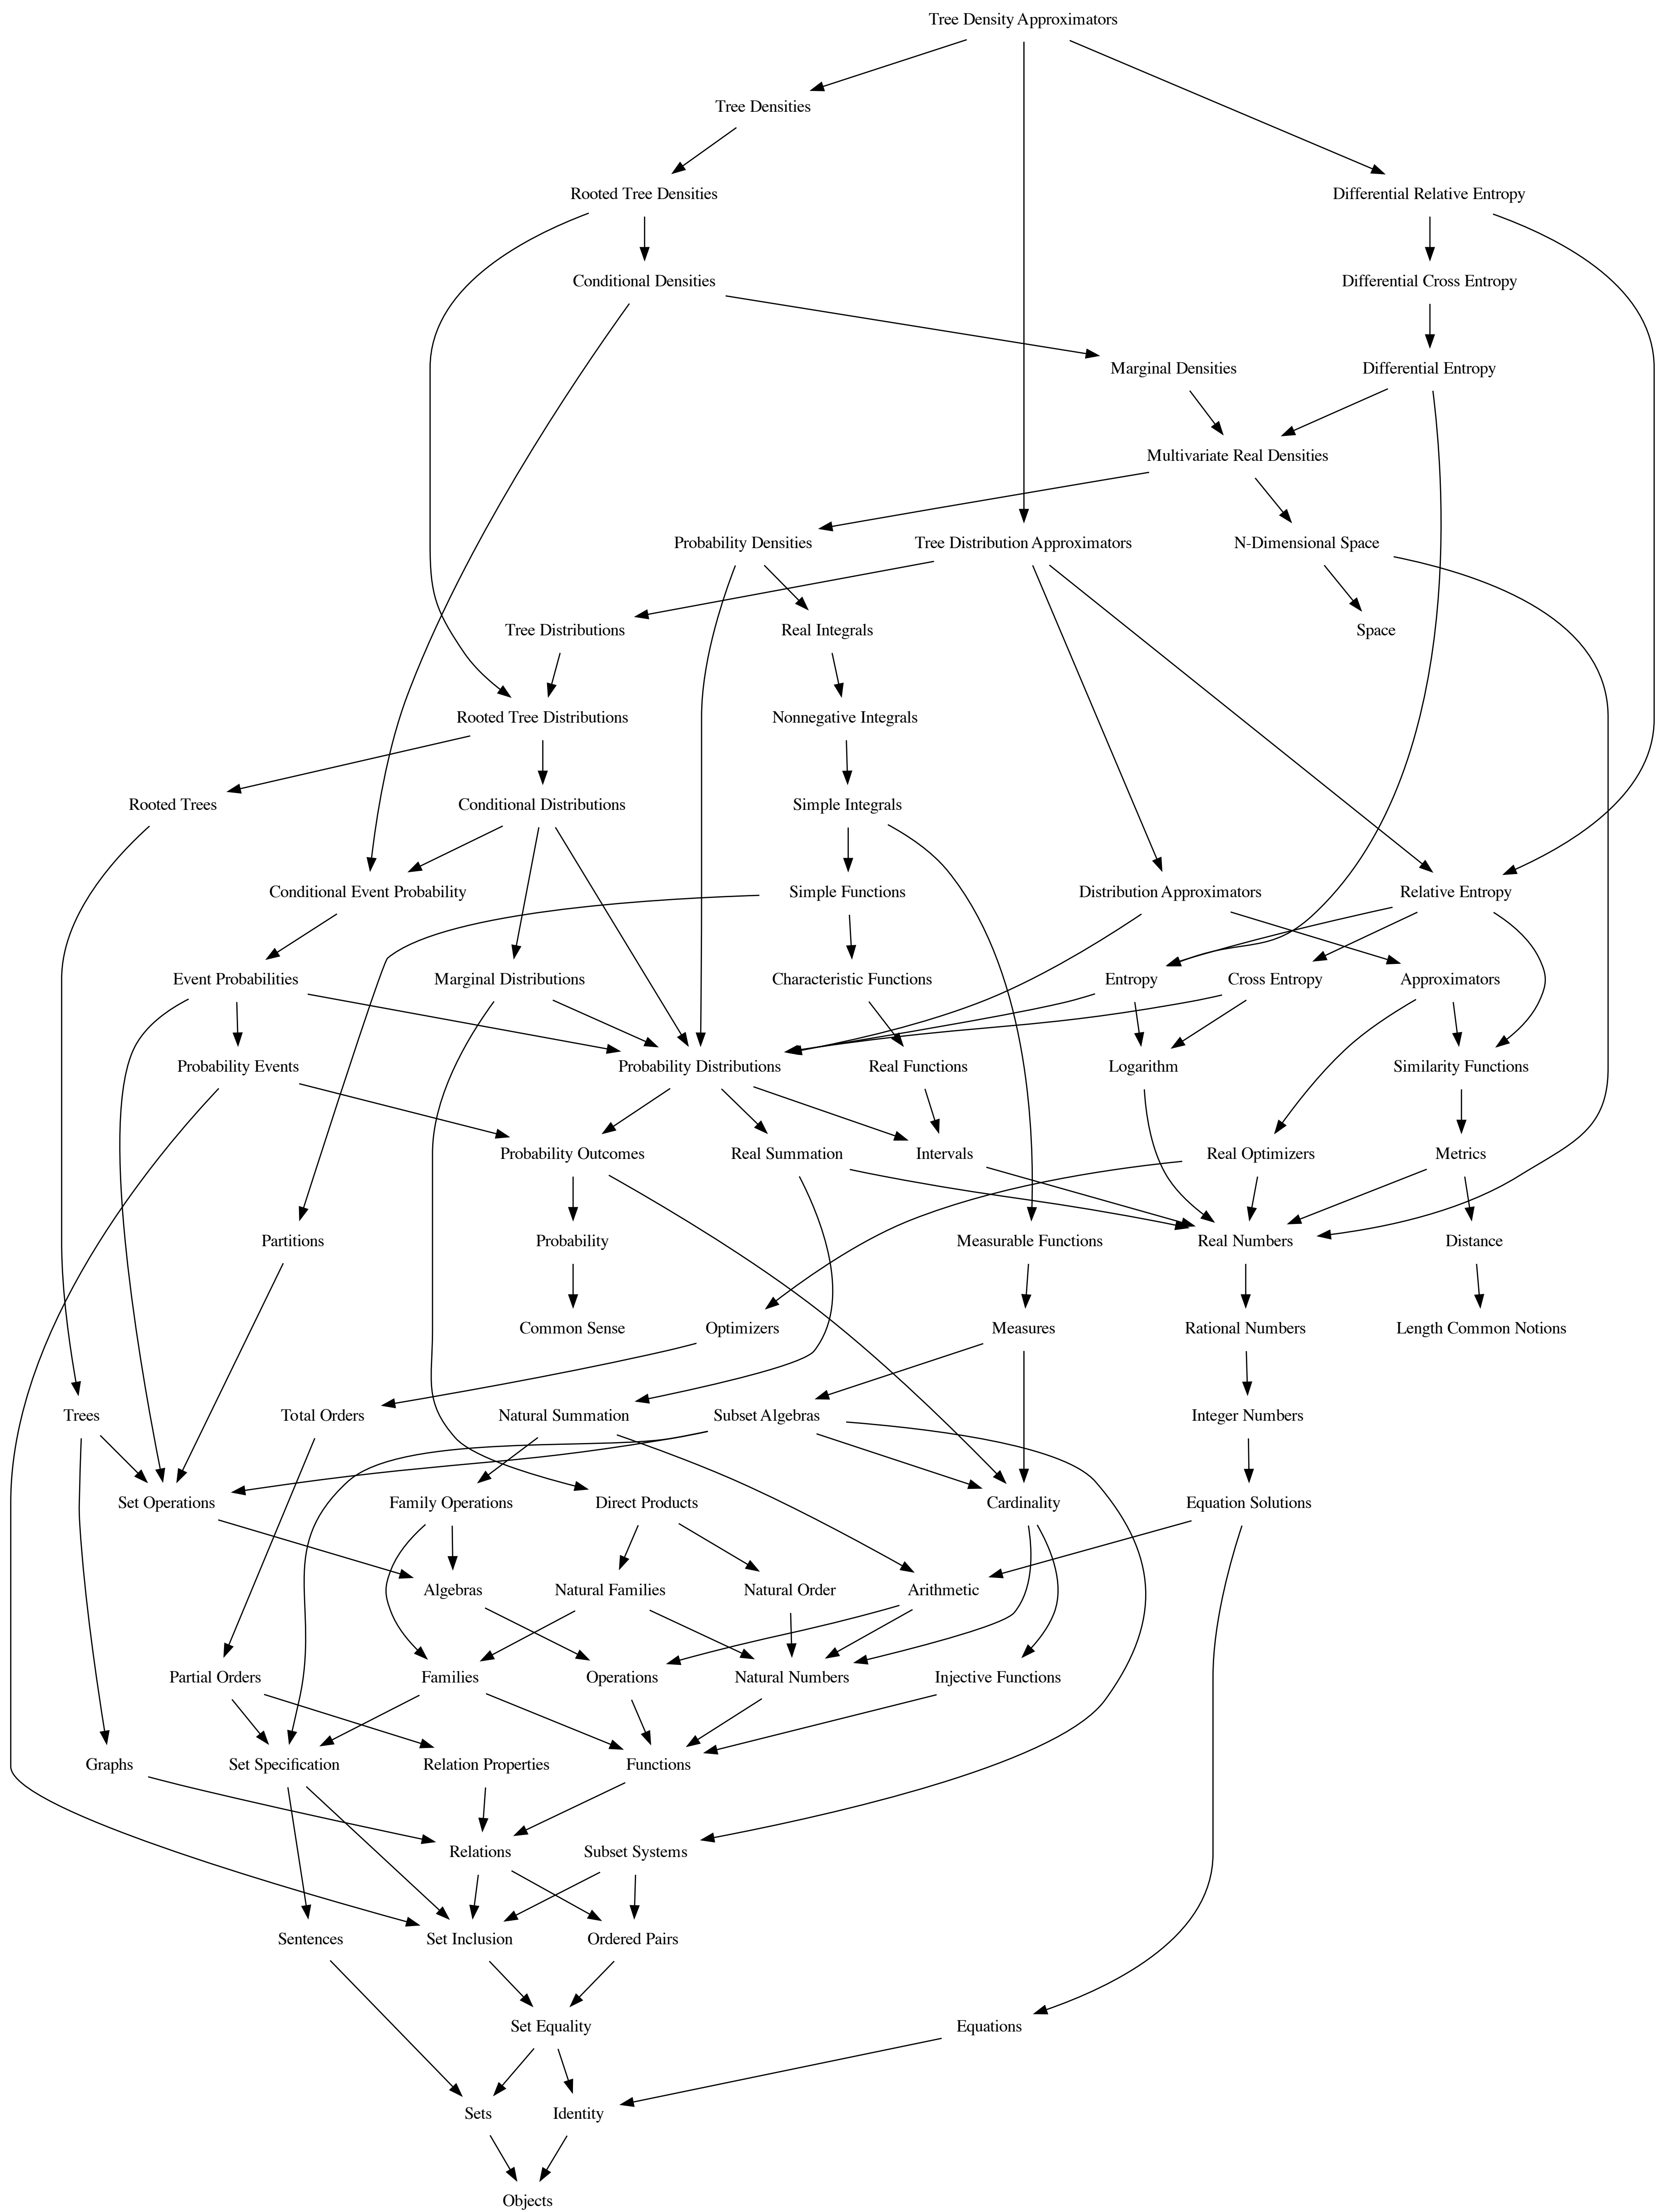 Tree Density Approximators
Tree Densities
Rooted Tree Densities
Differential Relative Entropy
Conditional Densities
Differential Cross Entropy
Marginal Densities
Differential Entropy
Multivariate Real Densities
Probability Densities
Tree Distribution Approximators
N-Dimensional Space
Tree Distributions
Real Integrals
Space
Rooted Tree Distributions
Nonnegative Integrals
Rooted Trees
Conditional Distributions
Simple Integrals
Conditional Event Probability
Simple Functions
Distribution Approximators
Relative Entropy
Event Probabilities
Marginal Distributions
Characteristic Functions
Entropy
Cross Entropy
Approximators
Probability Events
Probability Distributions
Real Functions
Logarithm
Similarity Functions
Probability Outcomes
Real Summation
Intervals
Real Optimizers
Metrics
Partitions
Probability
Measurable Functions
Real Numbers
Distance
Common Sense
Optimizers
Measures
Rational Numbers
Length Common Notions
Trees
Total Orders
Natural Summation
Subset Algebras
Integer Numbers
Set Operations
Family Operations
Direct Products
Cardinality
Equation Solutions
Algebras
Natural Families
Natural Order
Arithmetic
Partial Orders
Families
Operations
Natural Numbers
Injective Functions
Graphs
Set Specification
Relation Properties
Functions
Relations
Subset Systems
Sentences
Set Inclusion
Ordered Pairs
Set Equality
Equations
Sets
Identity
Objects